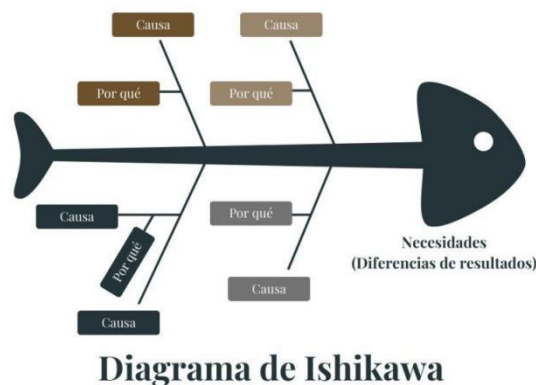 Causa
Causa
Por qué
Por qué
Causa
Por qué
Por qué
Causa
Causa
Necesidades
(Diferencias de resultados)
Diagrama de Ishikawa